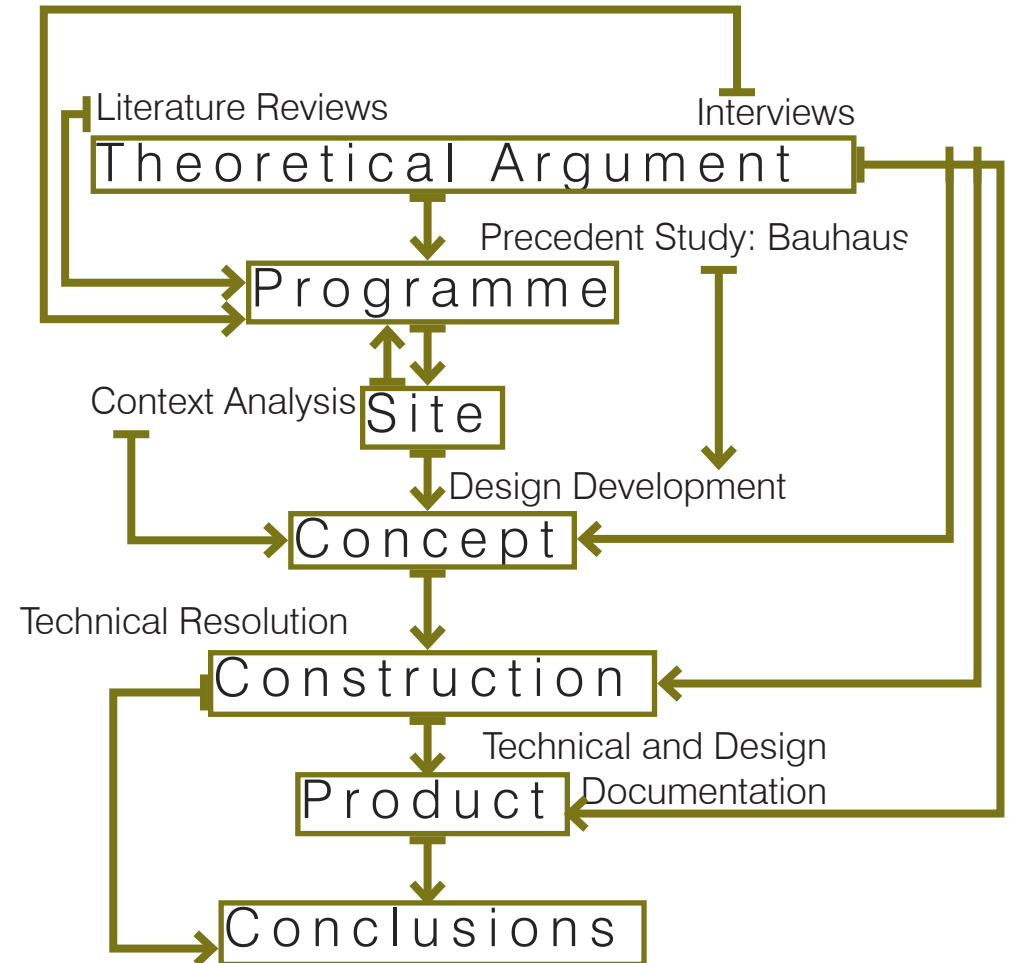 Literature Reviews
Interviews
Theoretical Argument
Precedent Study: Bauhaus
Programme
Context Analysis
Site
Design Development
Concept
Technical Resolution
Construction
Technical and Design
Documentation
Product
Conclusions